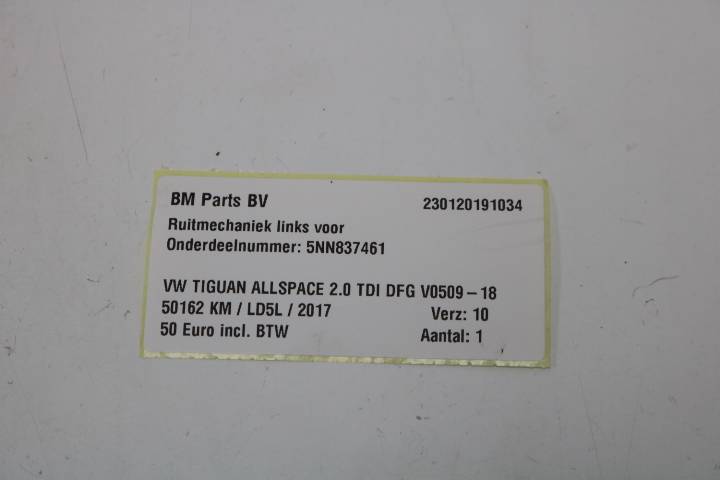 BM Parts BV 230120191034
Ruitmechaniek links voor
Onderdeelnummer: 5NN837461
VW TIGUAN ALLSPACE 2.0 TDI DFG V0509-18
50162 KM / LD5L / 2017 Verz: 10
50 Euro incl. BTW Aantal: 1